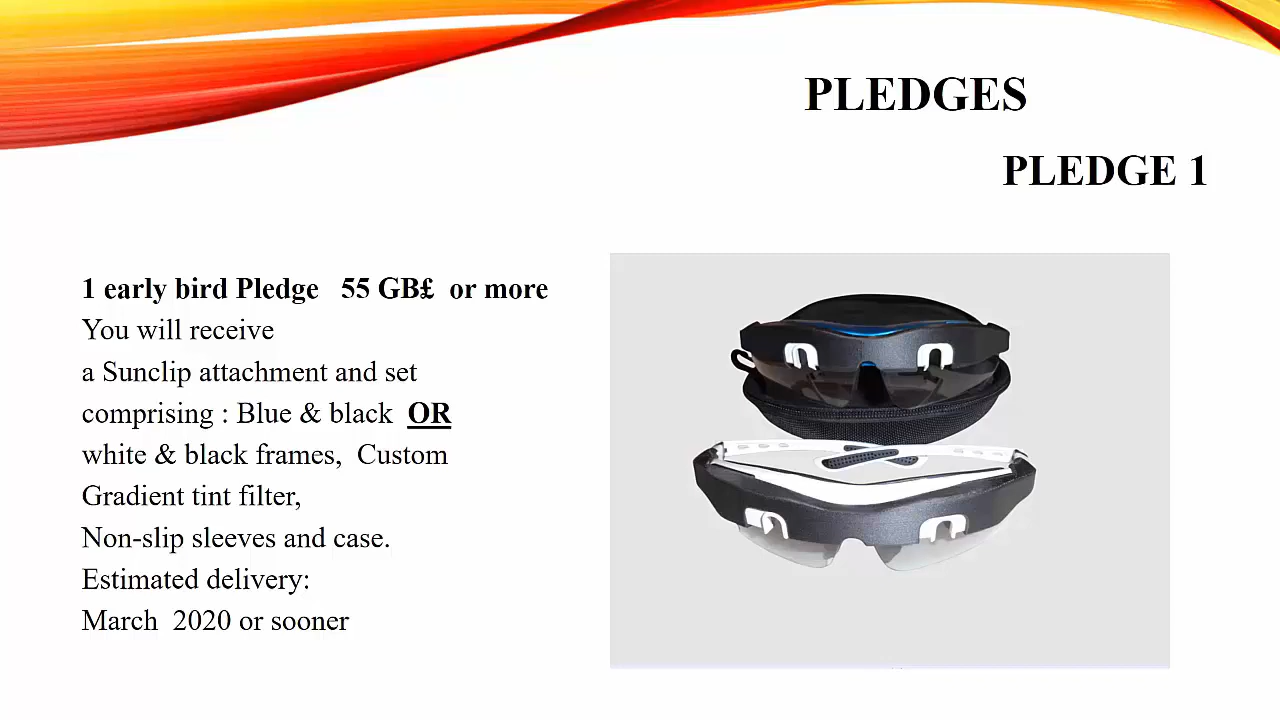 PLEDGES
PLEDGE 1
1 early bird Pledge 55 GB£ or more
You will receive
a Sunclip attachment and set
comprising : Blue & black OR
white & black frames, Custom
Gradient tint filter,
Non-slip sleeves and case.
Estimated delivery:
March 2020 or sooner